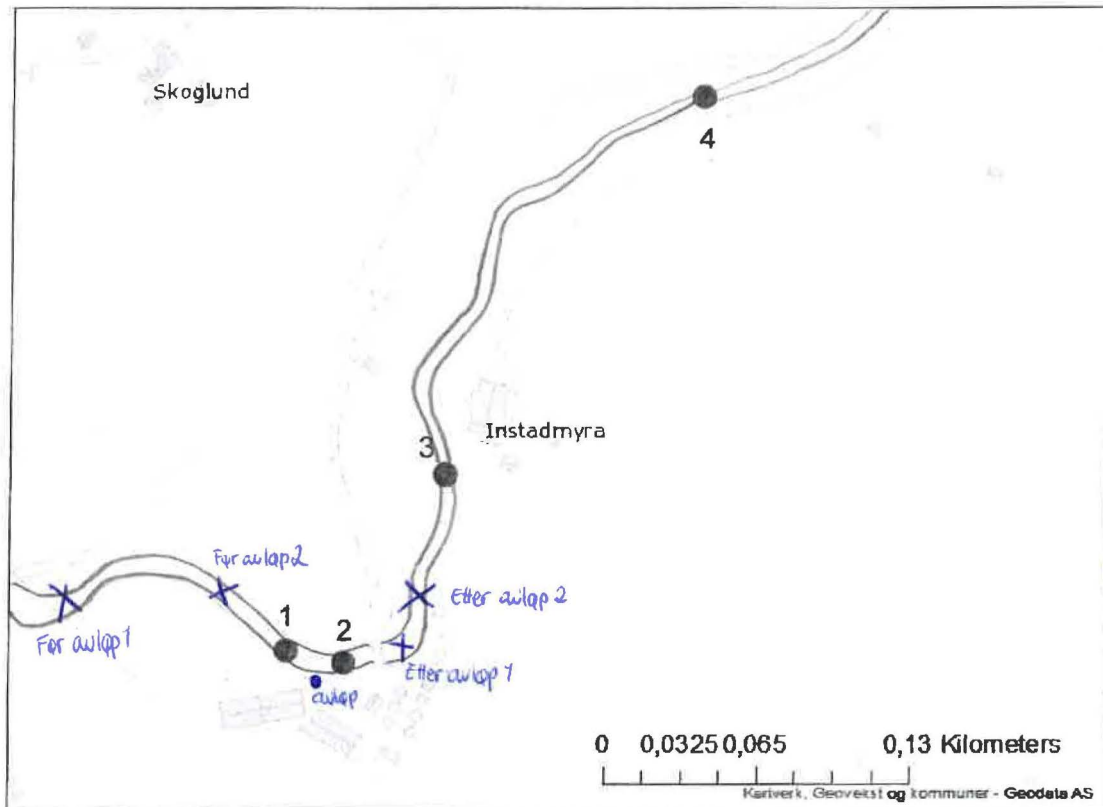 Skoglund
4
Instadmyra
3
Før avløp 2
Etter avløp 2
1
2
Før avløp 1
Etter avløp 1
avløp
0 0,0325 0,065 0,13 Kilometers
Kartverk, Geovekst og kommuner - Geodata AS